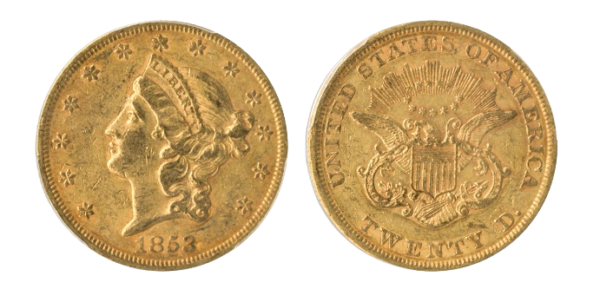 LIBERTY
1853
UNITED STATES OF AMERICA
TWENTY D.